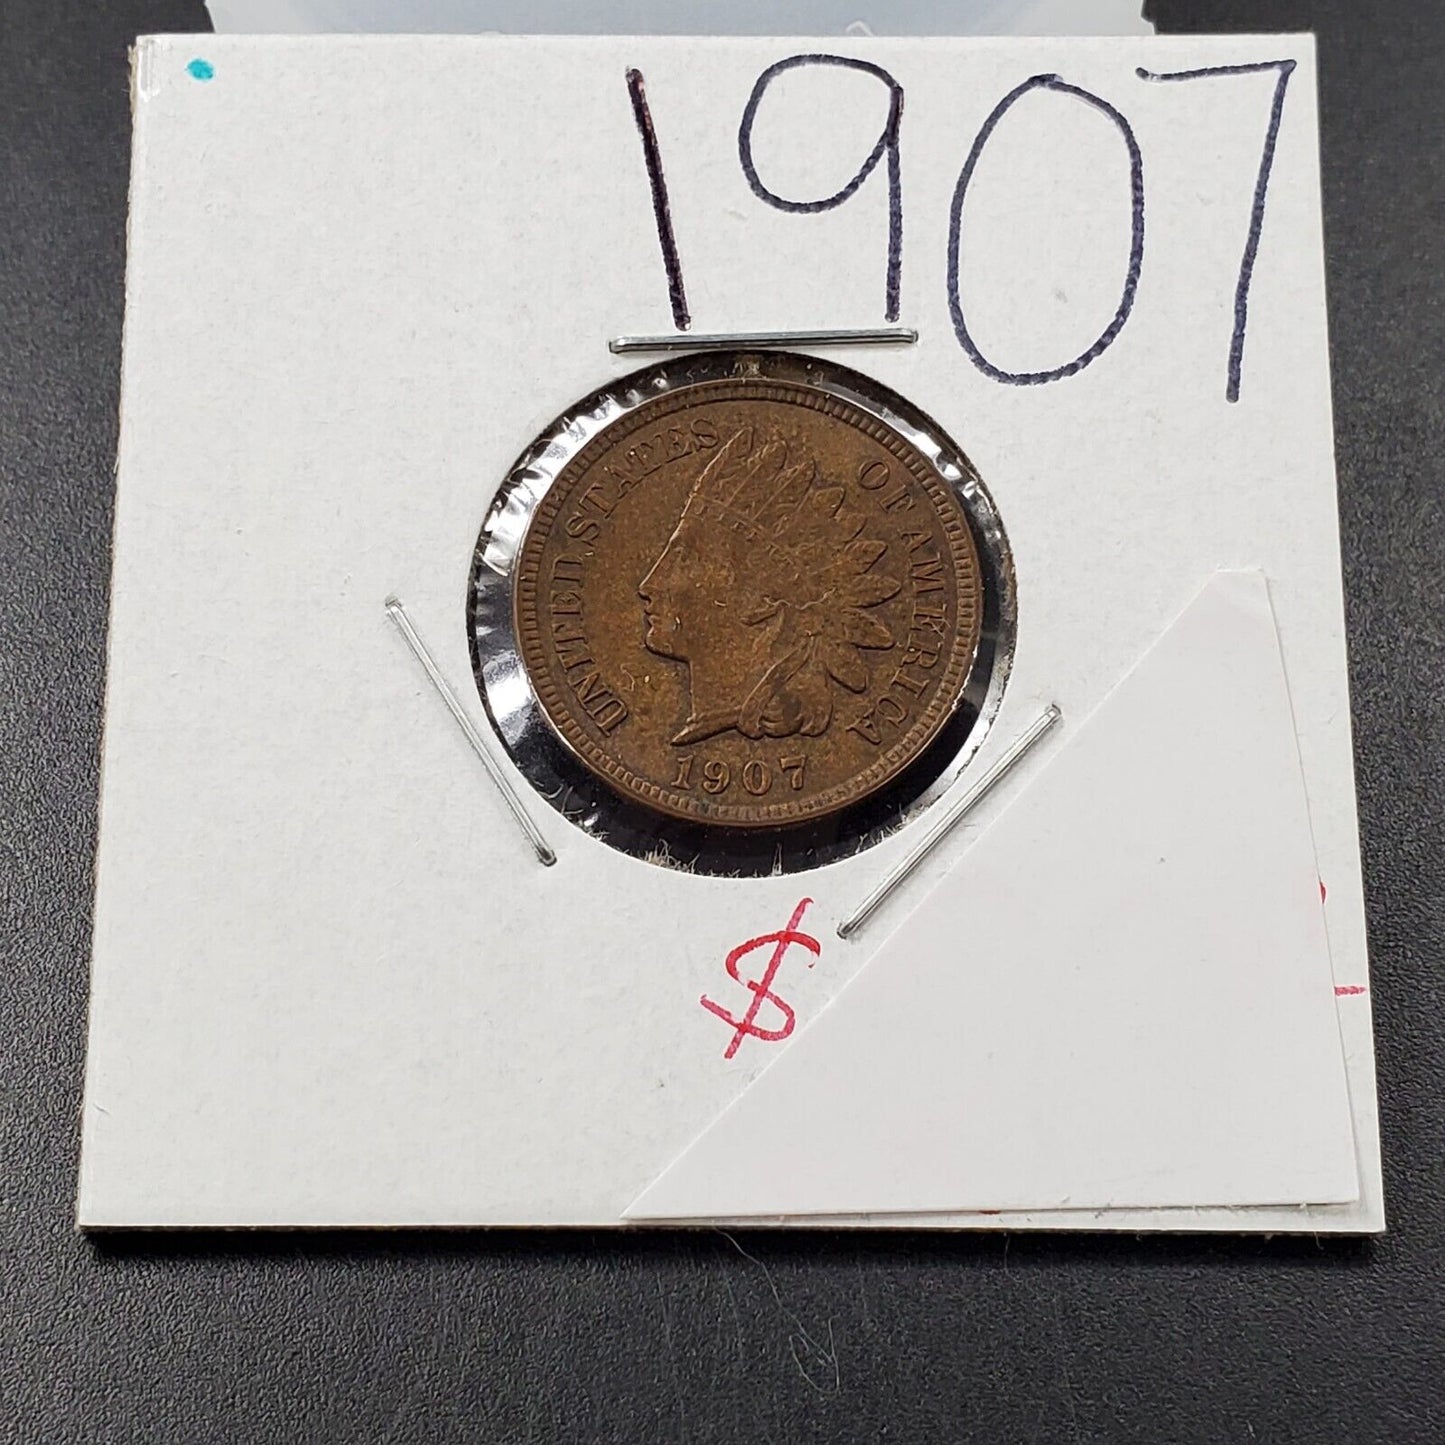 1907
UNITED STATES OF AMERICA
1907
$